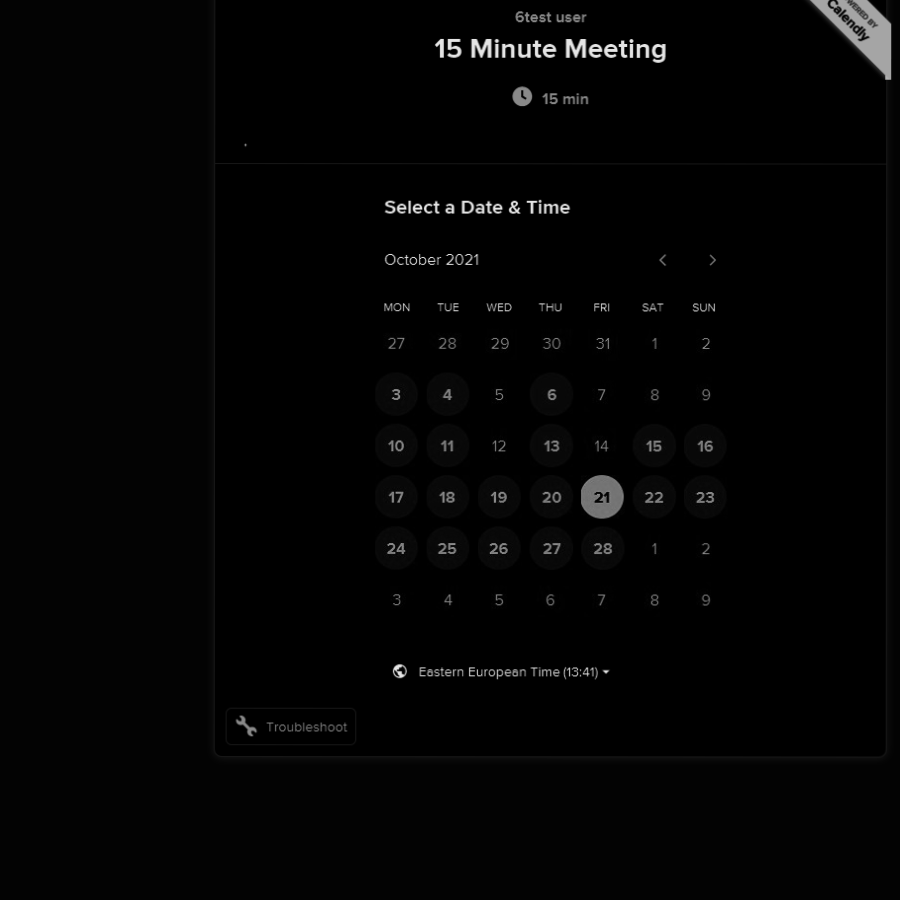 6test user
15 Minute Meeting
15 min
Calendly
Select a Date & Time
October 2021
MON TUE WED THU FRI SAT SUN
27 28 29 30 31 1 2
3 4 5 6 7 8 9
10 11 12 13 14 15 16
17 18 19 20 21 22 23
24 25 26 27 28 1 2
3 4 5 6 7 8 9
Eastern European Time (13:41)
Troubleshoot